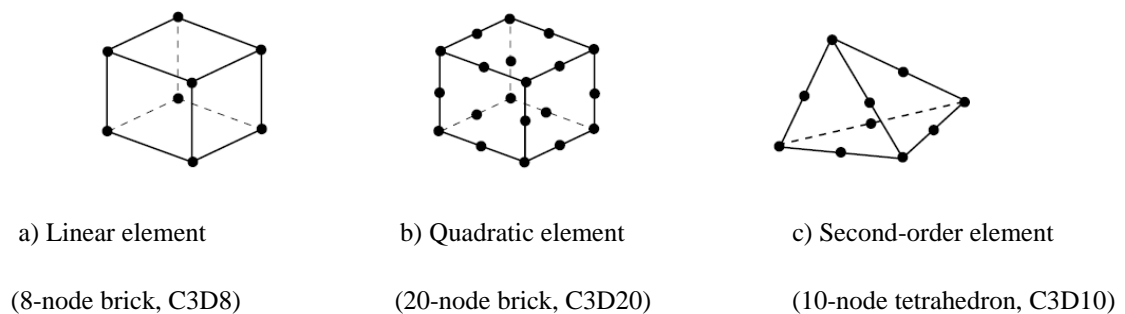 a) Linear element
b) Quadratic element
c) Second-order element
(8-node brick, C3D8)
(20-node brick, C3D20)
(10-node tetrahedron, C3D10)